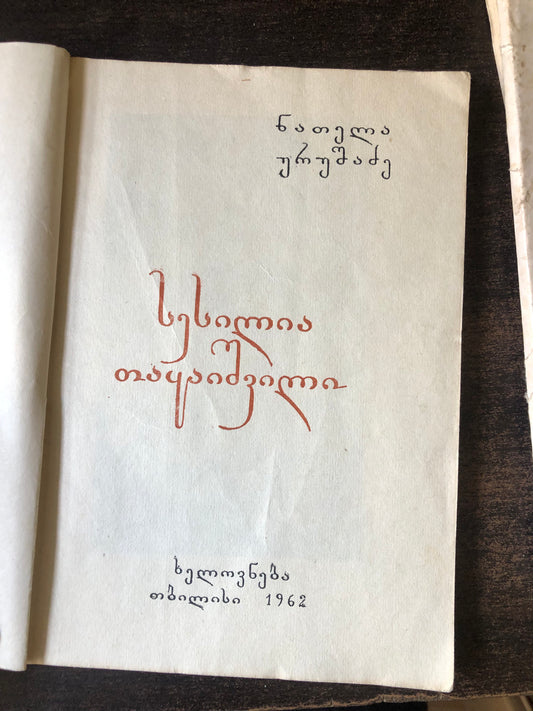 ნათელა
ურუშაძე
სესილია
თაყაიშვილი
ხელოვნება
თბილისი 1962